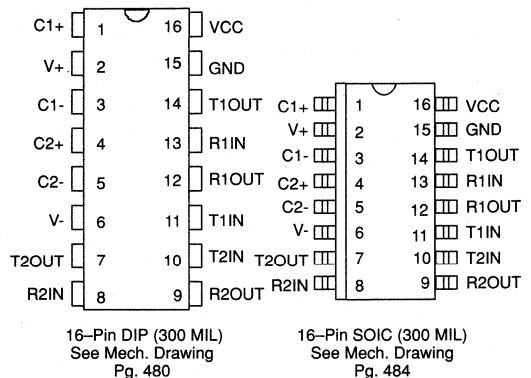 C1+ 1 16 VCC
V+ 2 15 GND
C1- 3 14 T1OUT
C2+ 4 13 R1IN
C2- 5 12 R1OUT
V- 6 11 T1IN
T2OUT 7 10 T2IN
R2IN 8 9 R2OUT
16–Pin DIP (300 MIL)
See Mech. Drawing
Pg. 480
C1+ 1 16 VCC
V+ 2 15 GND
C1- 3 14 T1OUT
C2+ 4 13 R1IN
C2- 5 12 R1OUT
V- 6 11 T1IN
T2OUT 7 10 T2IN
R2IN 8 9 R2OUT
16–Pin SOIC (300 MIL)
See Mech. Drawing
Pg. 484